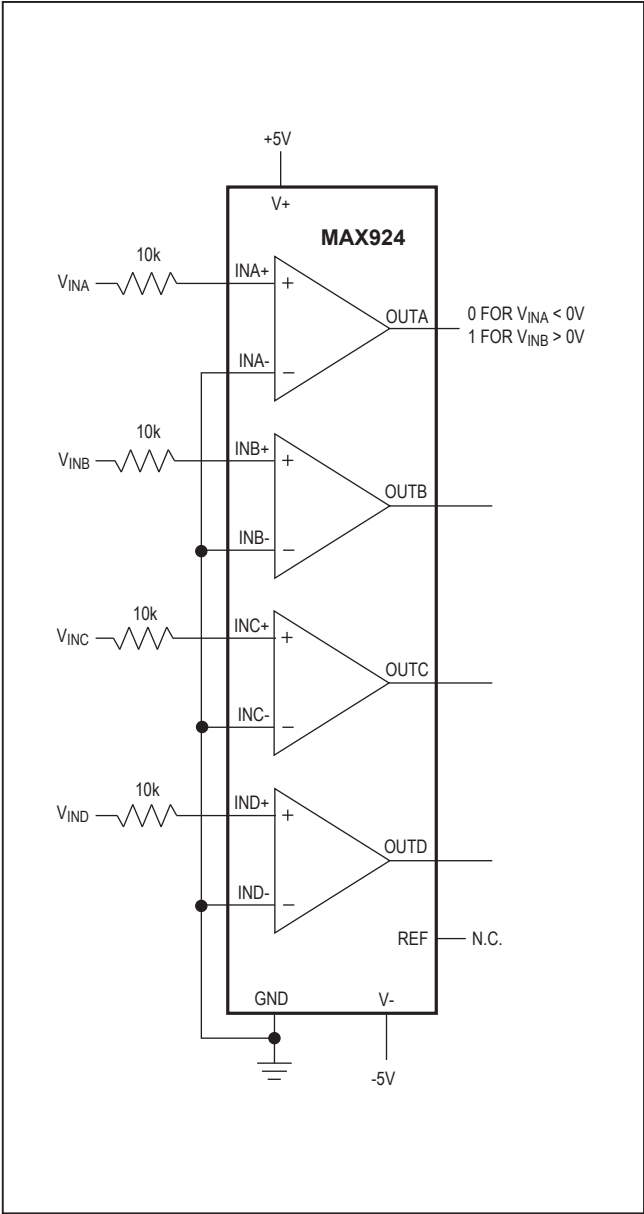 +5V
V+
MAX924
10k
VINA
INA+
+
OUTA
0 FOR VINA < 0V
1 FOR VINB > 0V
INA-
−
10k
VINB
INB+
+
OUTB
INB-
−
10k
VINC
INC+
+
OUTC
INC-
−
10k
VIND
IND+
+
OUTD
IND-
−
REF
N.C.
GND
V-
-5V